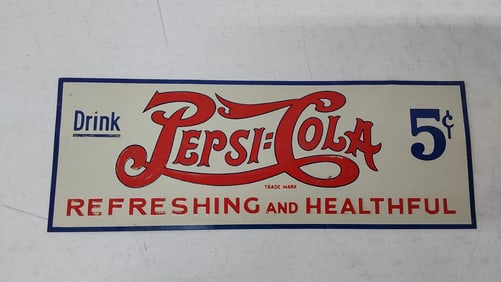 Drink
PEPSI=COLA
5¢
TRADE MARK
REFRESHING AND HEALTHFUL